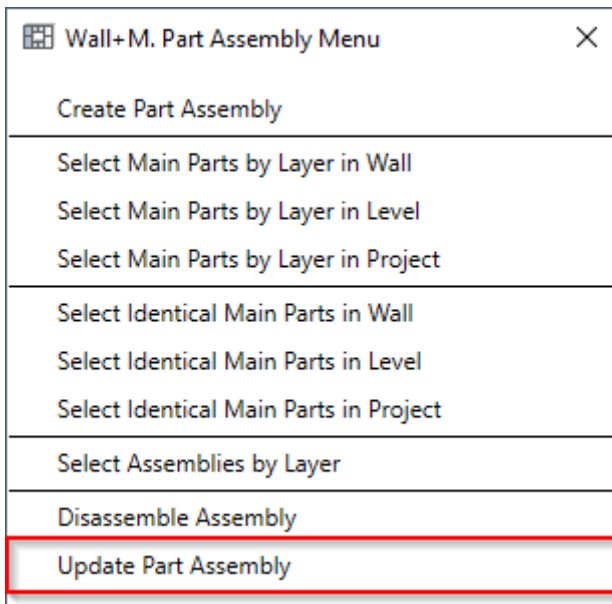 Wall+M. Part Assembly Menu
Create Part Assembly
Select Main Parts by Layer in Wall
Select Main Parts by Layer in Level
Select Main Parts by Layer in Project
Select Identical Main Parts in Wall
Select Identical Main Parts in Level
Select Identical Main Parts in Project
Select Assemblies by Layer
Disassemble Assembly
Update Part Assembly